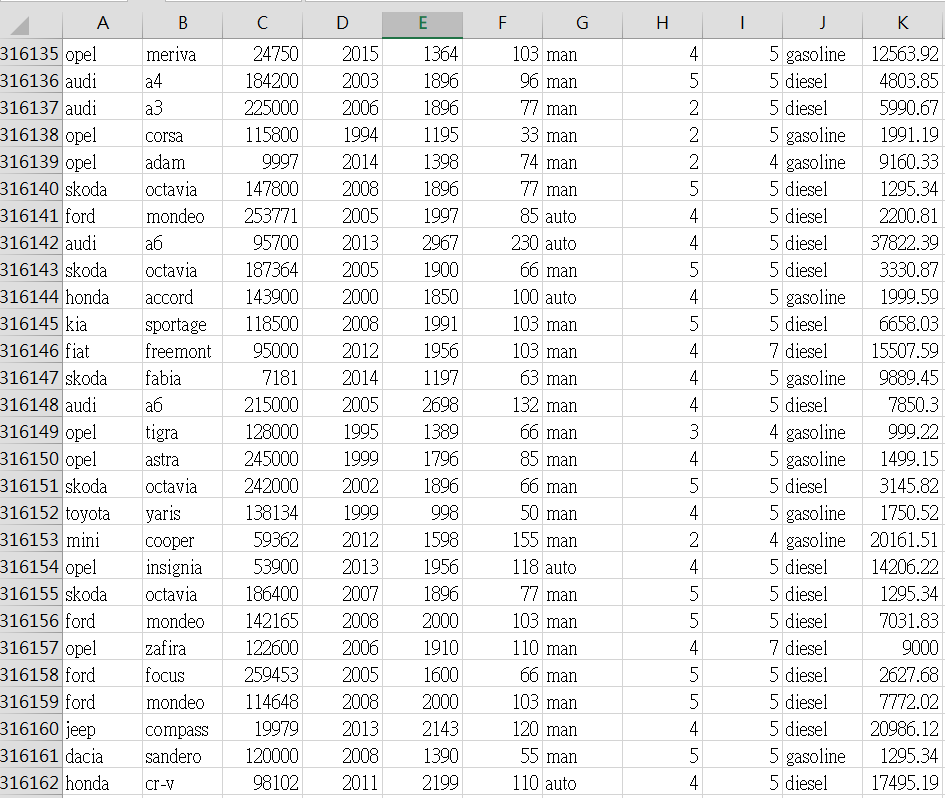 A B C D E F G H I J K
316135 opel meriva 24750 2015 1364 103 man 4 5 gasoline 12563.92
316136 audi a4 184200 2003 1896 96 man 5 5 diesel 4803.85
316137 audi a3 225000 2006 1896 77 man 2 5 diesel 5990.67
316138 opel corsa 115800 1994 1195 33 man 2 5 gasoline 1991.19
316139 opel adam 9997 2014 1398 74 man 2 4 gasoline 9160.33
316140 skoda octavia 147800 2008 1896 77 man 5 5 diesel 1295.34
316141 ford mondeo 253771 2005 1997 85 auto 4 5 diesel 2200.81
316142 audi a6 95700 2013 2967 230 auto 4 5 diesel 37822.39
316143 skoda octavia 187364 2005 1900 66 man 5 5 diesel 3330.87
316144 honda accord 143900 2000 1850 100 auto 4 5 gasoline 1999.59
316145 kia sportage 118500 2008 1991 103 man 5 5 diesel 6658.03
316146 fiat freemont 95000 2012 1956 103 man 4 7 diesel 15507.59
316147 skoda fabia 7181 2014 1197 63 man 4 5 gasoline 9889.45
316148 audi a6 215000 2005 2698 132 man 4 5 diesel 7850.3
316149 opel tigra 128000 1995 1389 66 man 3 4 gasoline 999.22
316150 opel astra 245000 1999 1796 85 man 4 5 gasoline 1499.15
316151 skoda octavia 242000 2002 1896 66 man 5 5 diesel 3145.82
316152 toyota yaris 138134 1999 998 50 man 4 5 gasoline 1750.52
316153 mini cooper 59362 2012 1598 155 man 2 4 gasoline 20161.51
316154 opel insignia 53900 2013 1956 118 auto 4 5 diesel 14206.22
316155 skoda octavia 186400 2007 1896 77 man 5 5 diesel 1295.34
316156 ford mondeo 142165 2008 2000 103 man 5 5 diesel 7031.83
316157 opel zafira 122600 2006 1910 110 man 4 7 diesel 9000
316158 ford focus 259453 2005 1600 66 man 5 5 diesel 2627.68
316159 ford mondeo 114648 2008 2000 103 man 5 5 diesel 7772.02
316160 jeep compass 19979 2013 2143 120 man 4 5 diesel 20986.12
316161 dacia sandero 120000 2008 1390 55 man 5 5 gasoline 1295.34
316162 honda cr-v 98102 2011 2199 110 auto 4 5 diesel 17495.19